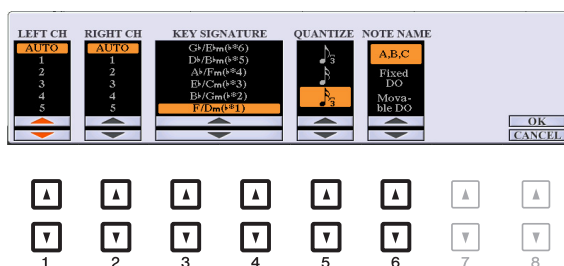 LEFT CH RIGHT CH KEY SIGNATURE QUANTIZE NOTE NAME
AUTO AUTO G♭/E♭m(♭*6) 3 A,B,C
1 1 D♭/B♭m(♭*5)
2 2 A♭/Fm(♭*4) Fixed DO
3 3 E♭/Cm(♭*3)
4 4 B♭/Gm(♭*2) Mova-
5 5 F/Dm(♭*1) 3 ble DO
OK
CANCEL
1 2 3 4 5 6 7 8